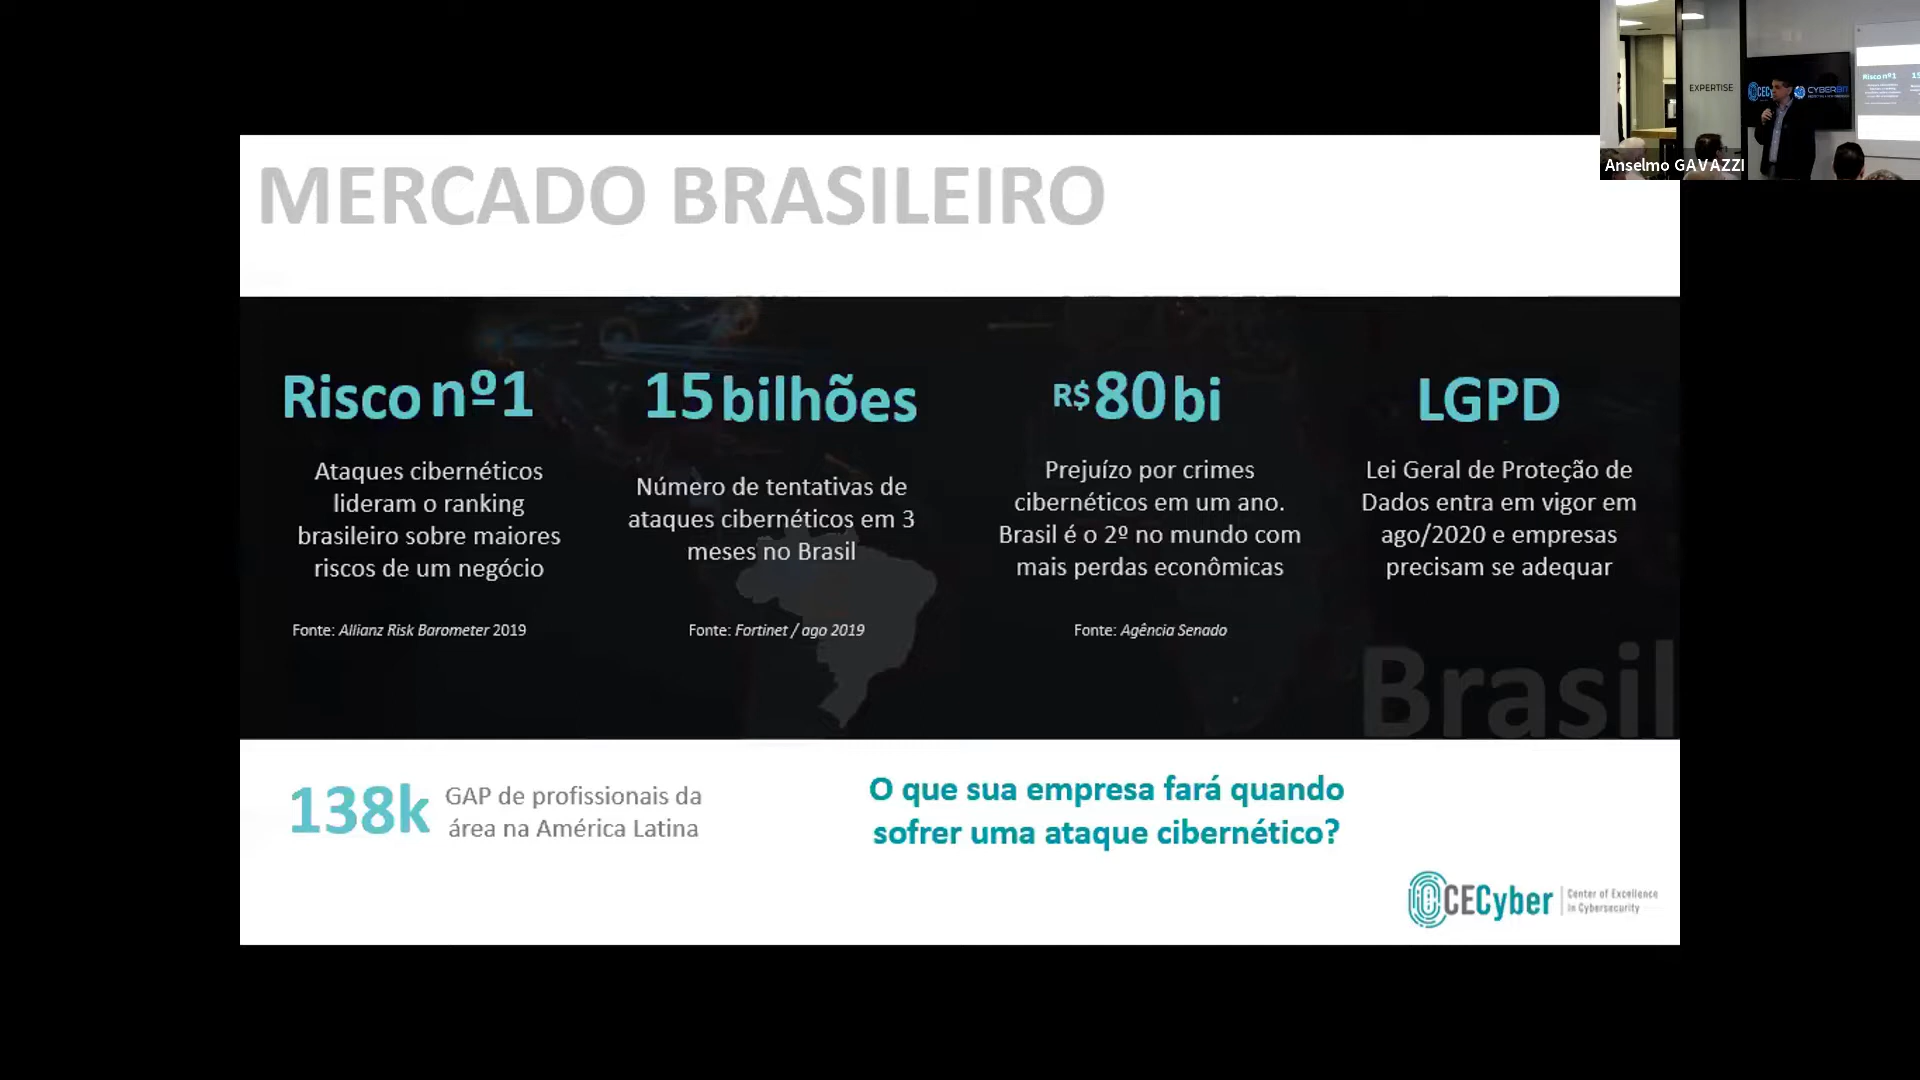 MERCADO BRASILEIRO
Risco nº1
Ataques cibernéticos
lideram o ranking
brasileiro sobre maiores
riscos de um negócio
Fonte: Allianz Risk Barometer 2019
15 bilhões
Número de tentativas de
ataques cibernéticos em 3
meses no Brasil
Fonte: Fortinet / ago 2019
R$ 80 bi
Prejuízo por crimes
cibernéticos em um ano.
Brasil é o 2º no mundo com
mais perdas econômicas
Fonte: Agência Senado
LGPD
Lei Geral de Proteção de
Dados entra em vigor em
ago/2020 e empresas
precisam se adequar
Brasil
138k
GAP de profissionais da
área na América Latina
O que sua empresa fará quando
sofrer uma ataque cibernético?
CECyber
Center of Excellence
in Cybersecurity
EXPERTISE
CYBERBIT
Risco nº1
Anselmo GAVAZZI